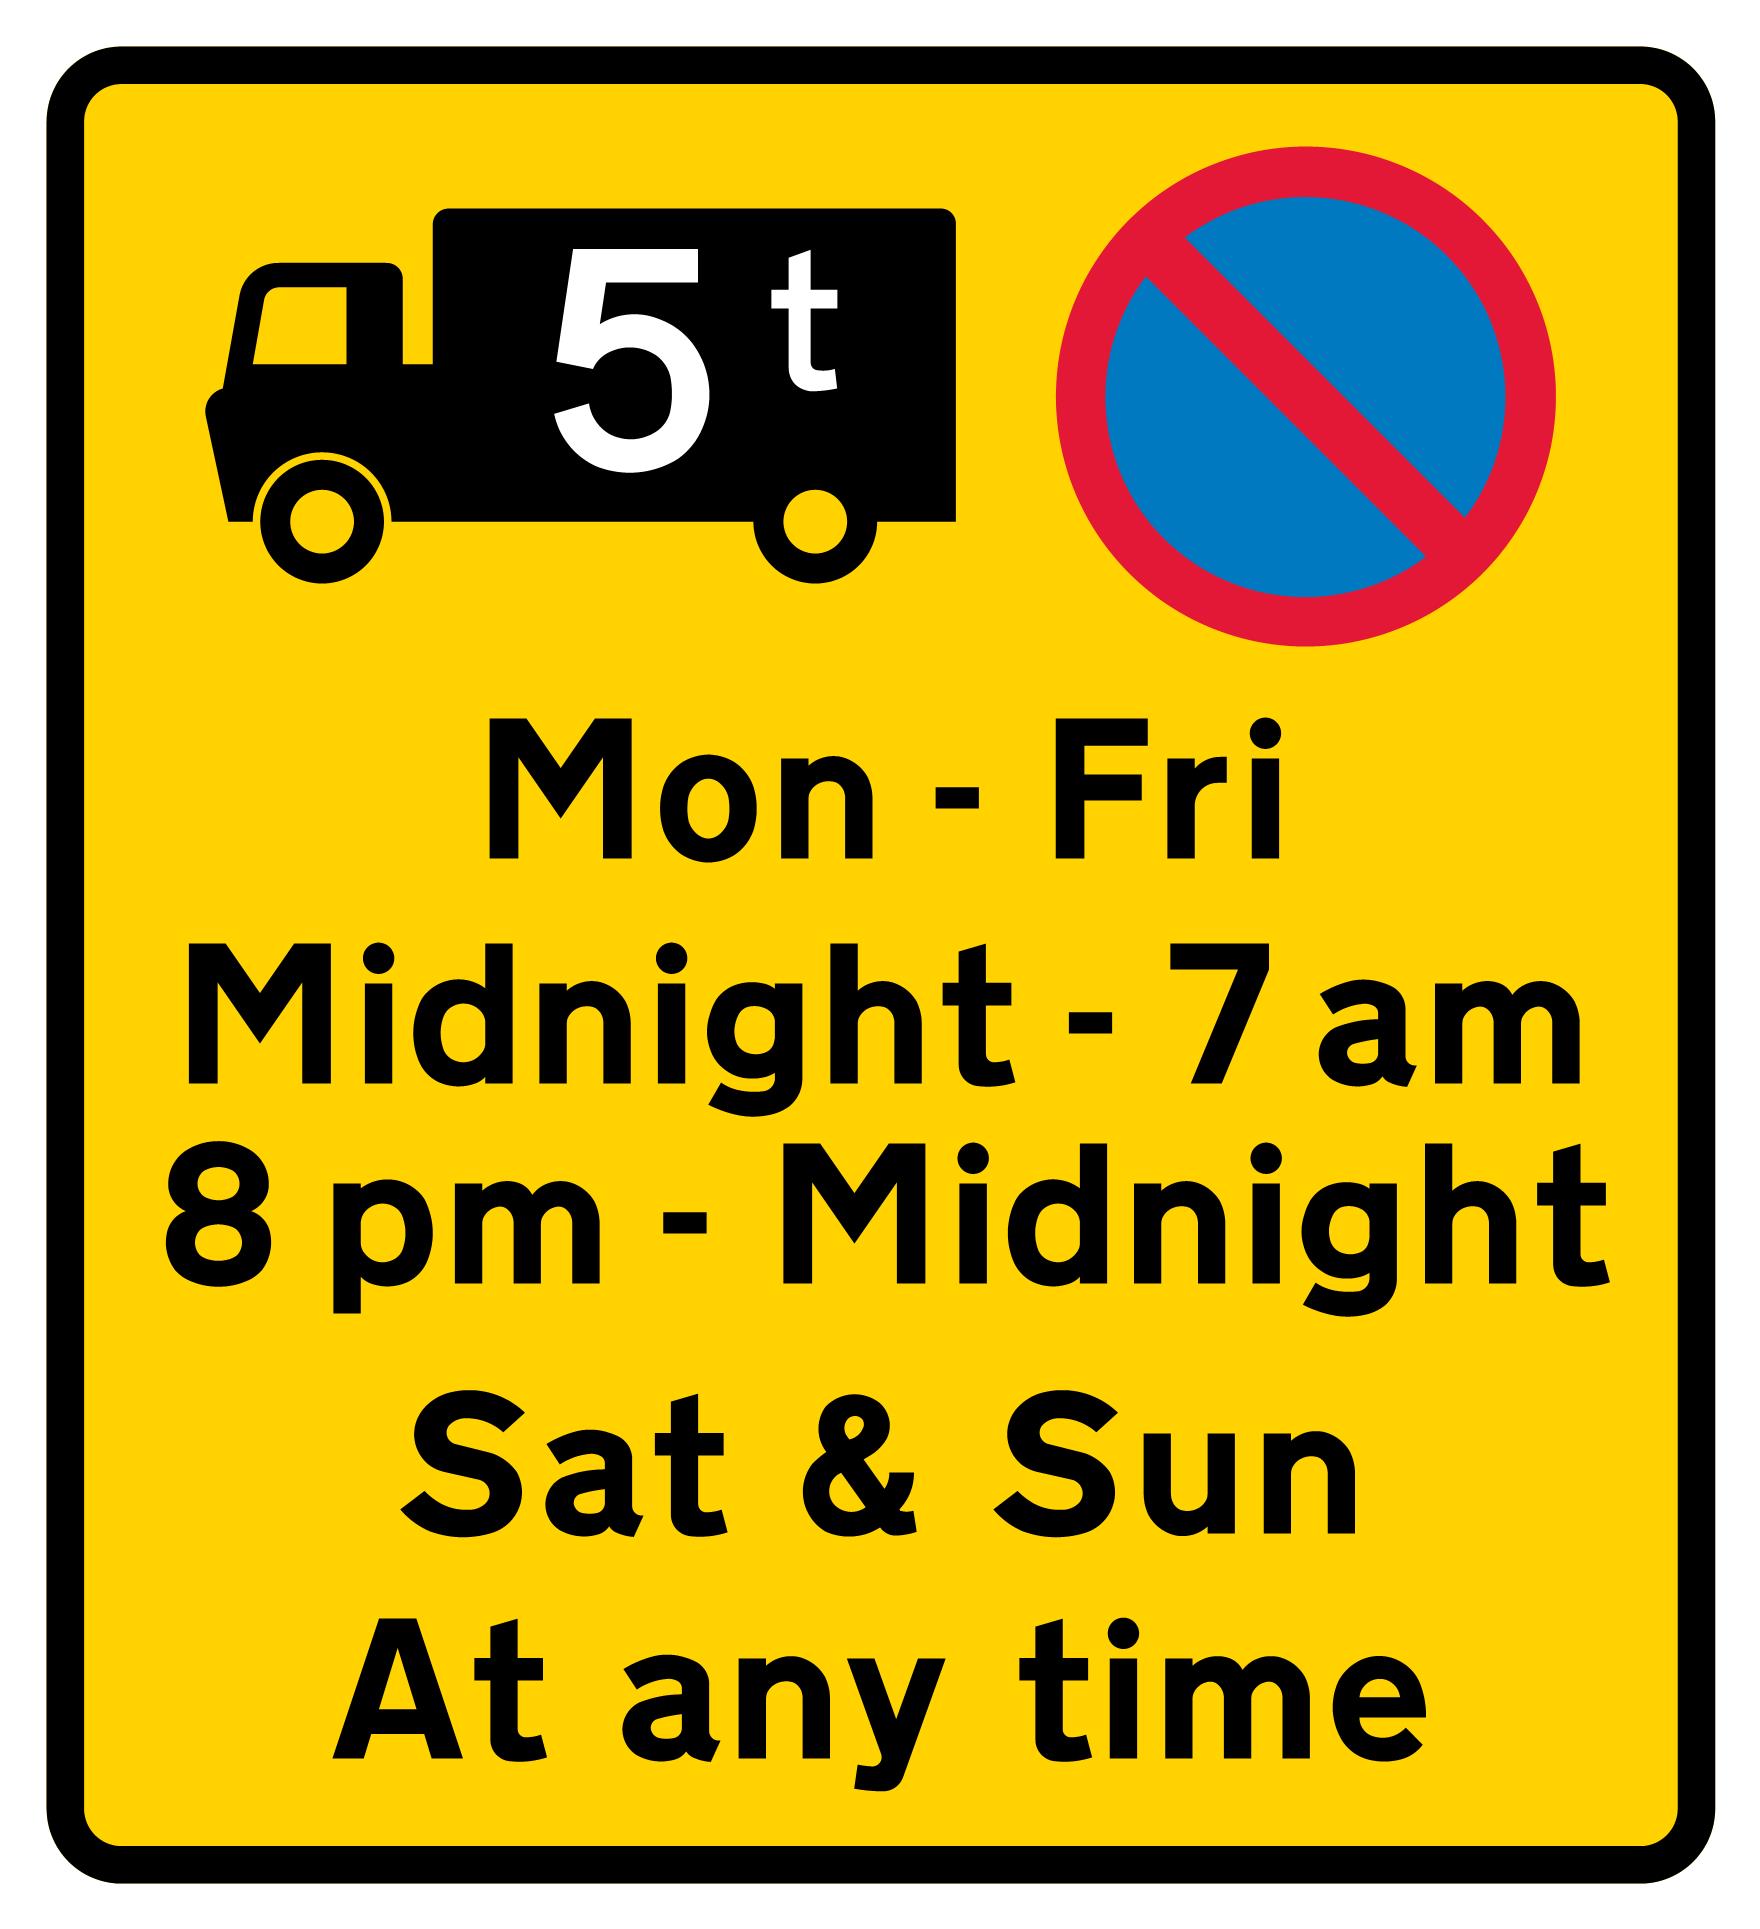 5 t
Mon - Fri
Midnight - 7 am
8 pm - Midnight
Sat & Sun
At any time